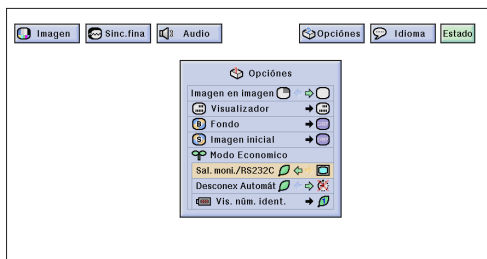 Imagen
Sinc.fina
Audio
Opciónes
Idioma
Estado
Opciónes
Imagen en imagen
Visualizador
Fondo
Imagen inicial
Modo Economico
Sal. moni./RS232C
Desconex Automát
Vis. núm. ident.